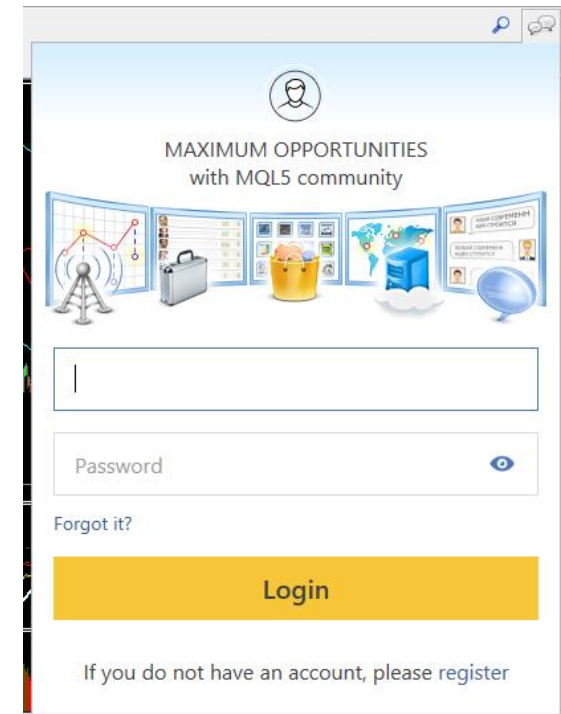 MAXIMUM OPPORTUNITIES
with MQL5 community
Password
Forgot it?
Login
If you do not have an account, please register